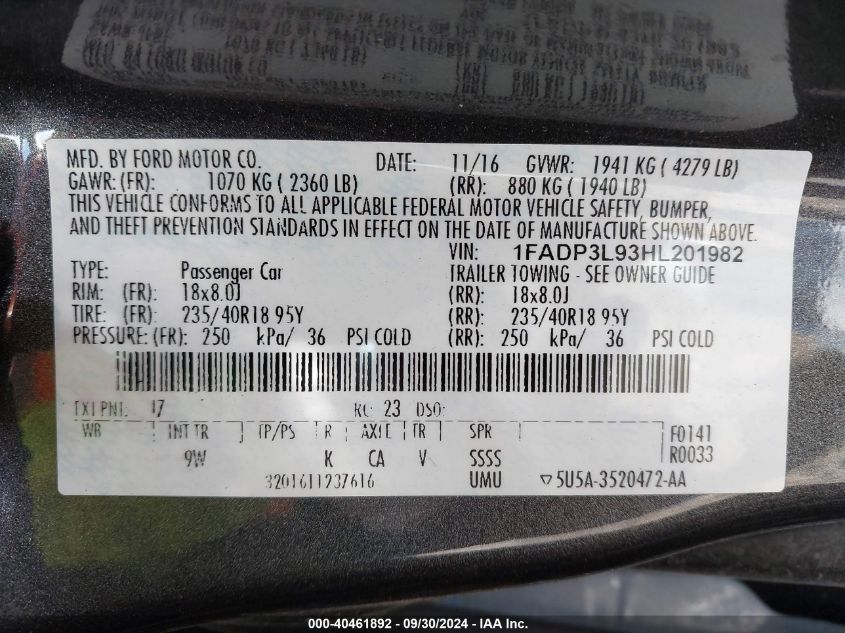 MFD. BY FORD MOTOR CO. DATE: 11/16 GVWR: 1941 KG ( 4279 LB)
GAWR: (FR): 1070 KG ( 2360 LB) (RR): 880 KG ( 1940 LB)
THIS VEHICLE CONFORMS TO ALL APPLICABLE FEDERAL MOTOR VEHICLE SAFETY, BUMPER,
AND THEFT PREVENTION STANDARDS IN EFFECT ON THE DATE OF MANUFACTURE SHOWN ABOVE.
VIN: 1FADP3L93HL201982
TYPE: Passenger Car TRAILER TOWING - SEE OWNER GUIDE
RIM: (FR): 18x8.0J (RR): 18x8.0J
TIRE: (FR): 235/40R18 95Y (RR): 235/40R18 95Y
PRESSURE: (FR): 250 kPa/ 36 PSI COLD (RR): 250 kPa/ 36 PSI COLD
EXT PNT: RC: 23 DSO:
WB INT TR TP/PS R AXLE TR SPR F0141
9W K CA V SSSS R0033
3201611237616 UMU ▽5U5A-3520472-AA
000-40461892 - 09/30/2024 - IAA Inc.